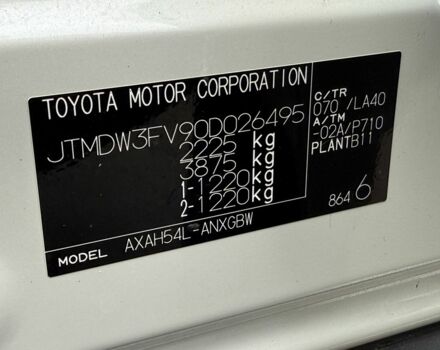 TOYOTA MOTOR CORPORATION
JTMDW3FV90D026495
2225 kg
3875 kg
1-1220kg
2-1220kg
MODEL AXAH54L-ANXGBW
C/TR
070 /LA40
A/TM
-02A/P710
PLANTB11
864 6